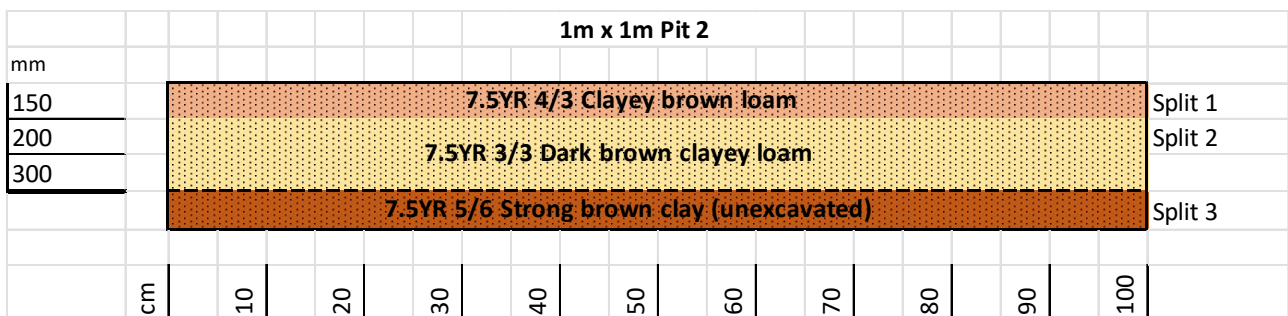 1m x 1m Pit 2
mm
150 7.5YR 4/3 Clayey brown loam Split 1
200 Split 2
7.5YR 3/3 Dark brown clayey loam
300
7.5YR 5/6 Strong brown clay (unexcavated) Split 3
cm 10 20 30 40 50 60 70 80 90 100